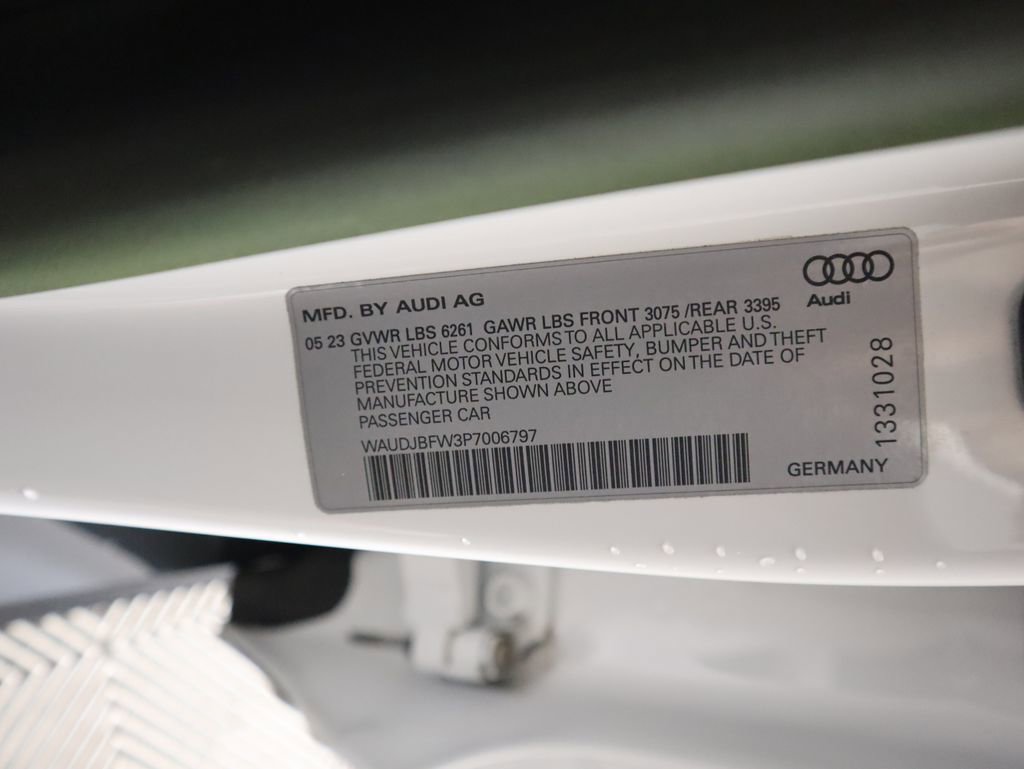 MFD. BY AUDI AG
Audi
05 23 GVWR LBS 6261 GAWR LBS FRONT 3075 /REAR 3395
THIS VEHICLE CONFORMS TO ALL APPLICABLE U.S.
FEDERAL MOTOR VEHICLE SAFETY, BUMPER AND THEFT
PREVENTION STANDARDS IN EFFECT ON THE DATE OF
MANUFACTURE SHOWN ABOVE
PASSENGER CAR
WAUDJBFW3P7006797
GERMANY
1331028